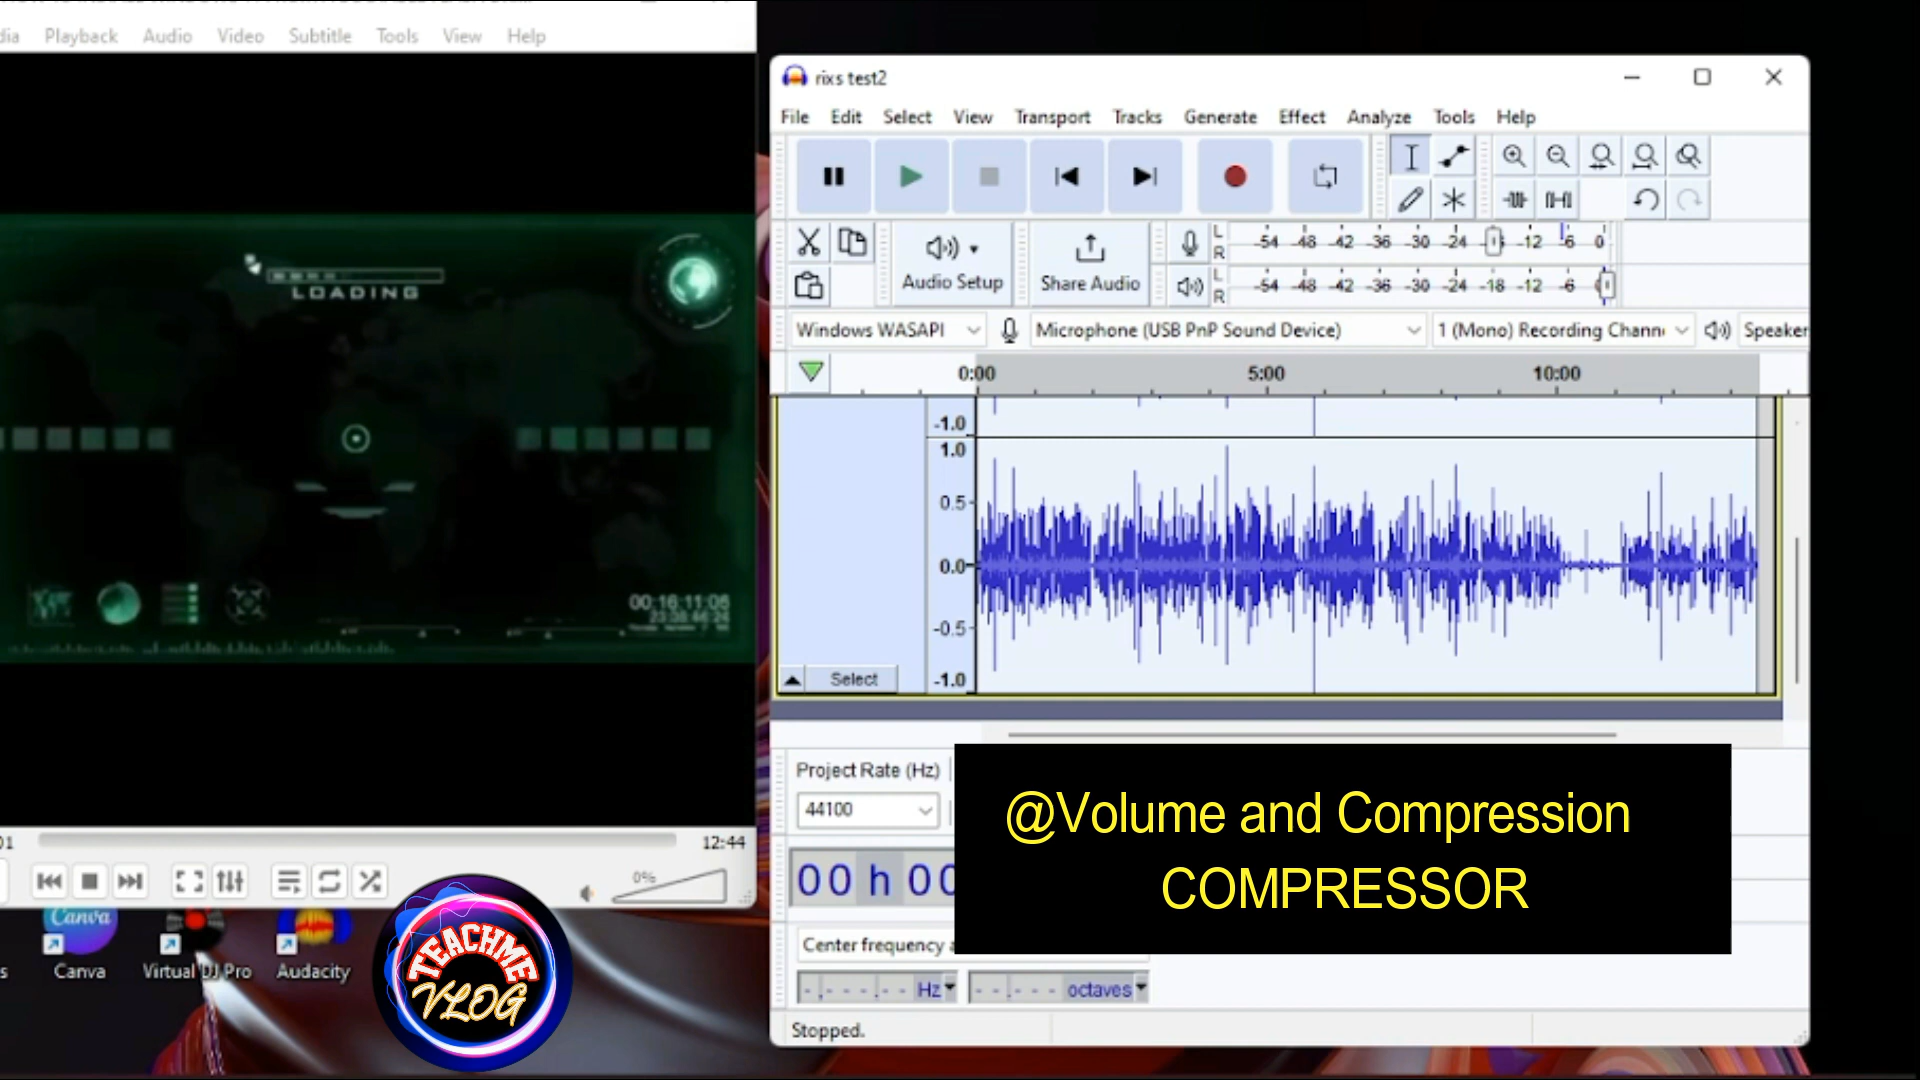 Playback Audio Video Subtitle Tools View Help
LOADING
00:16:11:06
12:44
0%
Canva
Canva
Virtual DJ Pro
Audacity
TEACHME
VLOG
rixs test2
File Edit Select View Transport Tracks Generate Effect Analyze Tools Help
Audio Setup
Share Audio
L
R
-54 -48 -42 -36 -30 -24 -12 -6 0
L
R
-54 -48 -42 -36 -30 -24 -18 -12 -6
Windows WASAPI
Microphone (USB PnP Sound Device)
1 (Mono) Recording Chann
Speaker
0:00 5:00 10:00
-1.0
1.0
0.5
0.0
-0.5
-1.0
Select
Project Rate (Hz)
44100
00 h 00
@Volume and Compression
COMPRESSOR
Center frequency
Hz
octaves
Stopped.